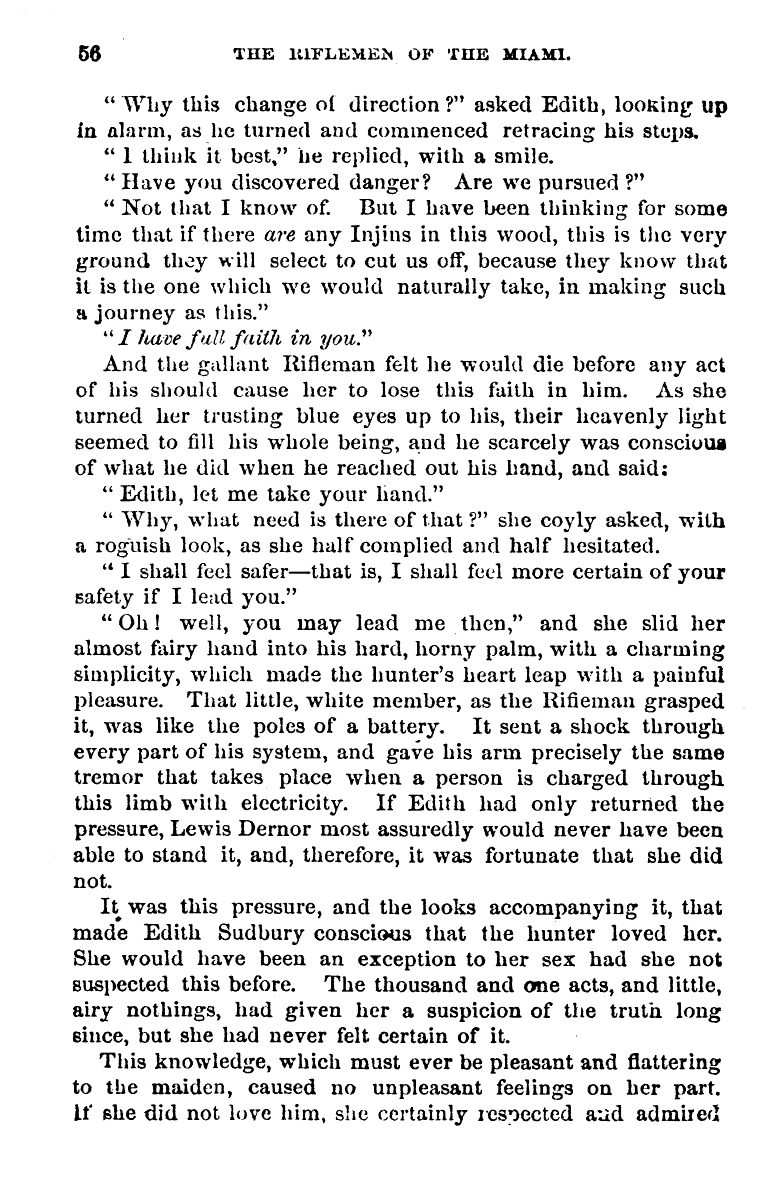 56 THE RIFLEMEN OF THE MIAMI.
“ Why this change of direction ?” asked Edith, looking up
in alarm, as he turned and commenced retracing his steps.
“ I think it best,” he replied, with a smile.
“ Have you discovered danger? Are we pursued ?”
“ Not that I know of. But I have been thinking for some
time that if there are any Injins in this wood, this is the very
ground they will select to cut us off, because they know that
it is the one which we would naturally take, in making such
a journey as this.”
“ I have full faith in you.”
And the gallant Rifleman felt he would die before any act
of his should cause her to lose this faith in him. As she
turned her trusting blue eyes up to his, their heavenly light
seemed to fill his whole being, and he scarcely was conscious
of what he did when he reached out his hand, and said:
“ Edith, let me take your hand.”
“ Why, what need is there of that ?” she coyly asked, with
a roguish look, as she half complied and half hesitated.
“ I shall feel safer—that is, I shall feel more certain of your
safety if I lead you.”
“ Oh ! well, you may lead me then,” and she slid her
almost fairy hand into his hard, horny palm, with a charming
simplicity, which made the hunter’s heart leap with a painful
pleasure. That little, white member, as the Rifleman grasped
it, was like the poles of a battery. It sent a shock through
every part of his system, and gave his arm precisely the same
tremor that takes place when a person is charged through
this limb with electricity. If Edith had only returned the
pressure, Lewis Dernor most assuredly would never have been
able to stand it, and, therefore, it was fortunate that she did
not.
It was this pressure, and the looks accompanying it, that
made Edith Sudbury conscious that the hunter loved her.
She would have been an exception to her sex had she not
suspected this before. The thousand and one acts, and little,
airy nothings, had given her a suspicion of the truth long
since, but she had never felt certain of it.
This knowledge, which must ever be pleasant and flattering
to the maiden, caused no unpleasant feelings on her part.
If she did not love him, she certainly respected and admired